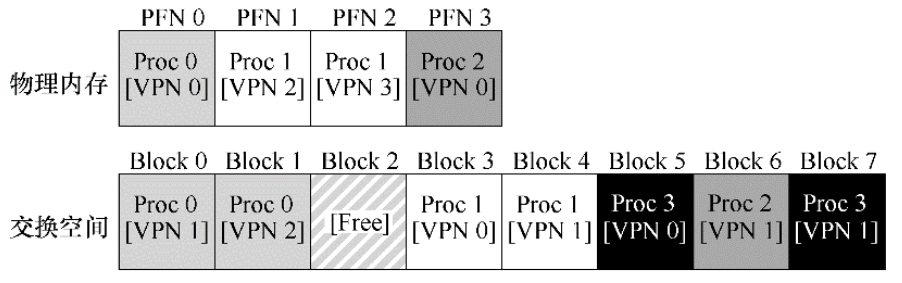 PFN 0 PFN 1 PFN 2 PFN 3
物理内存
Proc 0 Proc 1 Proc 1 Proc 2
[VPN 0] [VPN 2] [VPN 3] [VPN 0]
Block 0 Block 1 Block 2 Block 3 Block 4 Block 5 Block 6 Block 7
交换空间
Proc 0 Proc 0 [Free] Proc 1 Proc 1 Proc 3 Proc 2 Proc 3
[VPN 1] [VPN 2] [VPN 0] [VPN 1] [VPN 0] [VPN 1] [VPN 1]